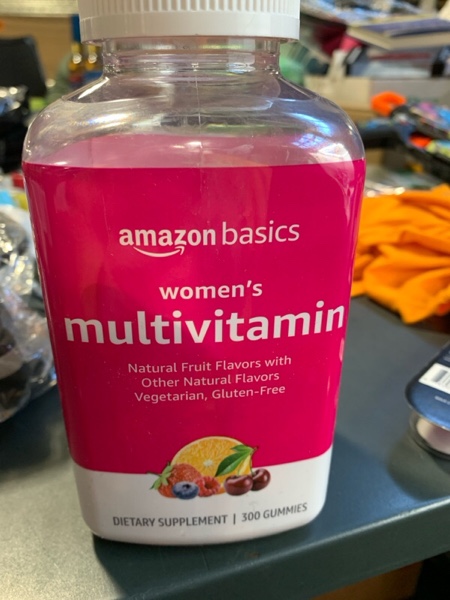 amazon basics
women's
multivitamin
Natural Fruit Flavors with
Other Natural Flavors
Vegetarian, Gluten-Free
DIETARY SUPPLEMENT | 300 GUMMIES